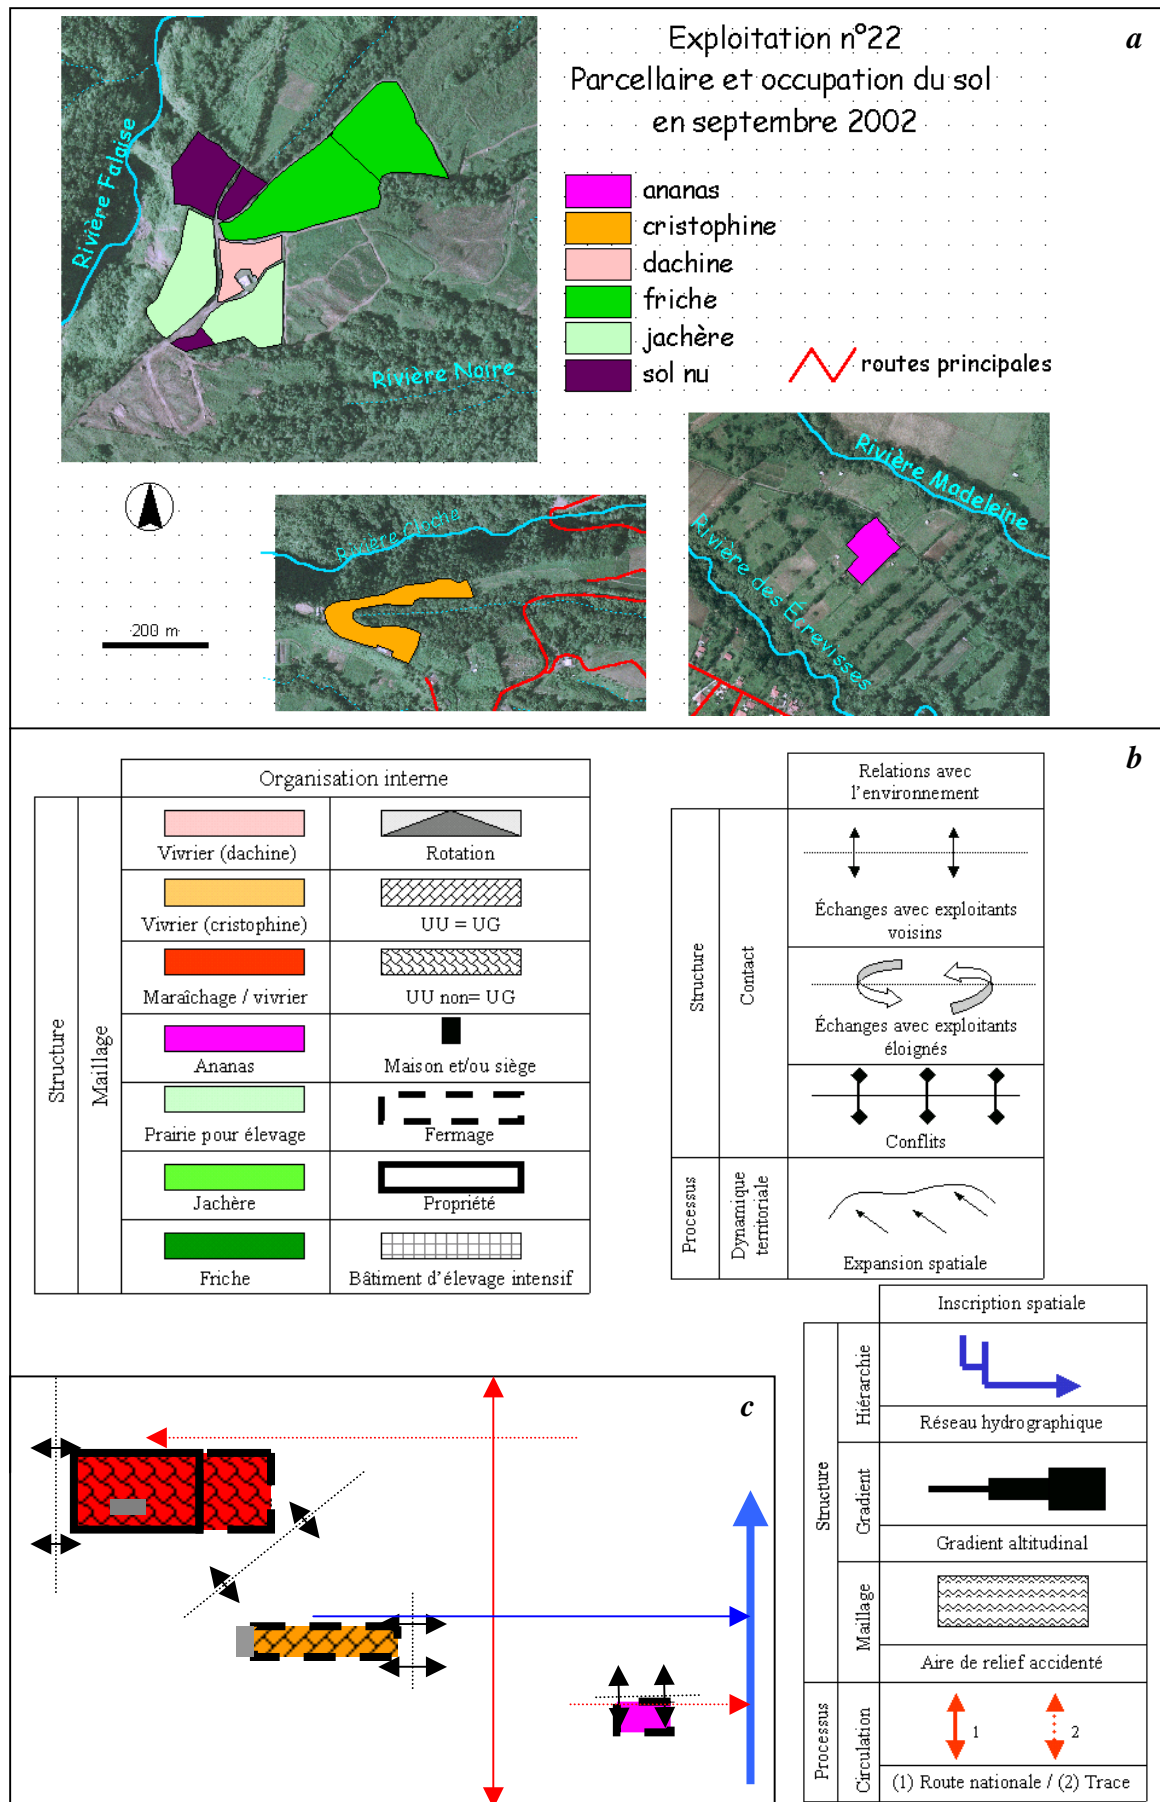 a
Exploitation n°22
Parcellaire et occupation du sol
en septembre 2002
Rivière Falaise
Rivière Noire
ananas
cristophine
dachine
friche
jachère
sol nu
routes principales
200 m
Rivière Cloche
Rivière Madeleine
Rivière des Écrevisses
b
Organisation interne
Structure
Maillage
Vivrier (dachine)
Rotation
Vivrier (cristophine)
UU = UG
Maraîchage / vivrier
UU non= UG
Ananas
Maison et/ou siège
Prairie pour élevage
Fermage
Jachère
Propriété
Friche
Bâtiment d'élevage intensif
Relations avec
l'environnement
Structure
Contact
Échanges avec exploitants
voisins
Échanges avec exploitants
éloignés
Conflits
Processus
Dynamique
territoriale
Expansion spatiale
Inscription spatiale
Structure
Hiérarchie
Réseau hydrographique
Gradient
Gradient altitudinal
Maillage
Aire de relief accidenté
Processus
Circulation
1
2
(1) Route nationale / (2) Trace
c